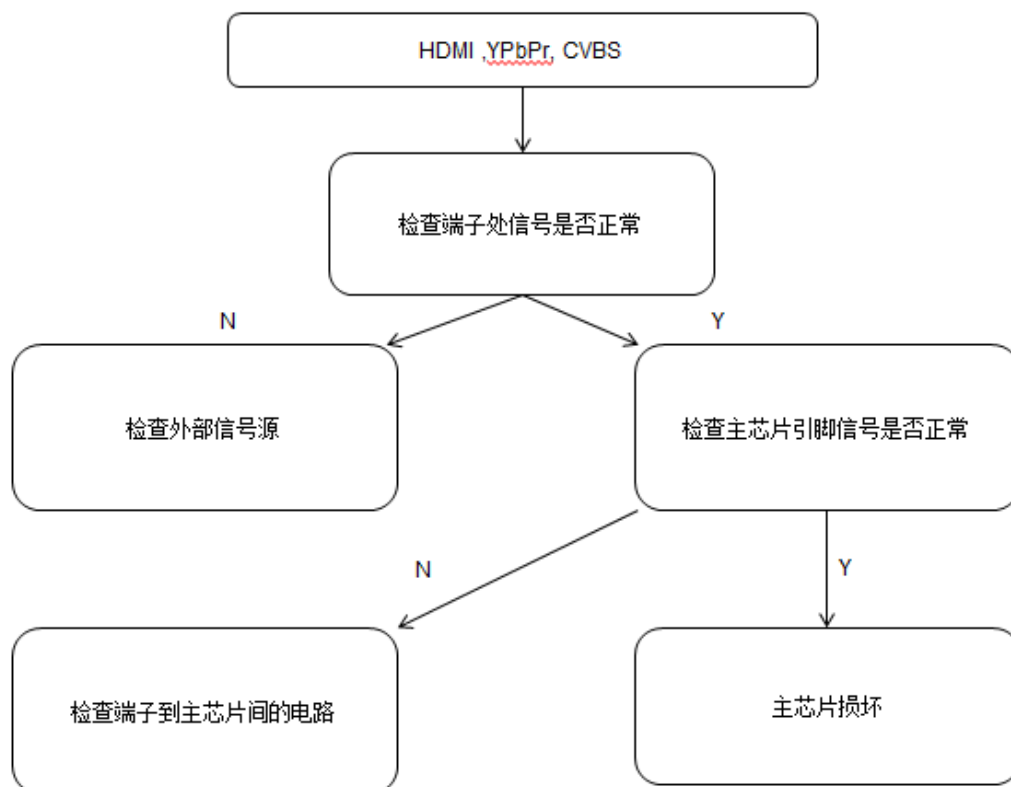 HDMI ,YPbPr, CVBS
检查端子处信号是否正常
N
Y
检查外部信号源
检查主芯片引脚信号是否正常
N
Y
检查端子到主芯片间的电路
主芯片损坏